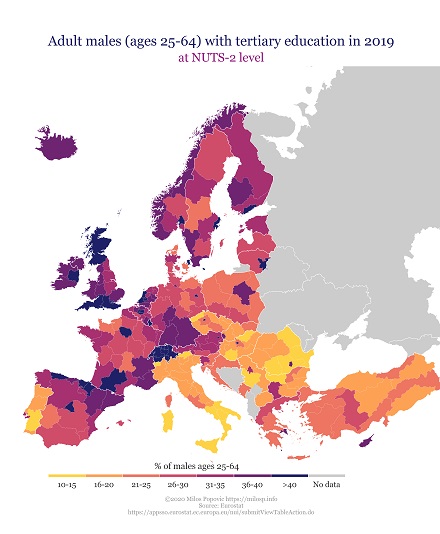 Adult males (ages 25-64) with tertiary education in 2019
at NUTS-2 level
% of males ages 25-64
10-15 16-20 21-25 26-30 31-35 36-40 >40 No data
©2020 Milos Popovic https://milosp.info
Source: Eurostat
https://appsso.eurostat.ec.europa.eu/nui/submitViewTableAction.do